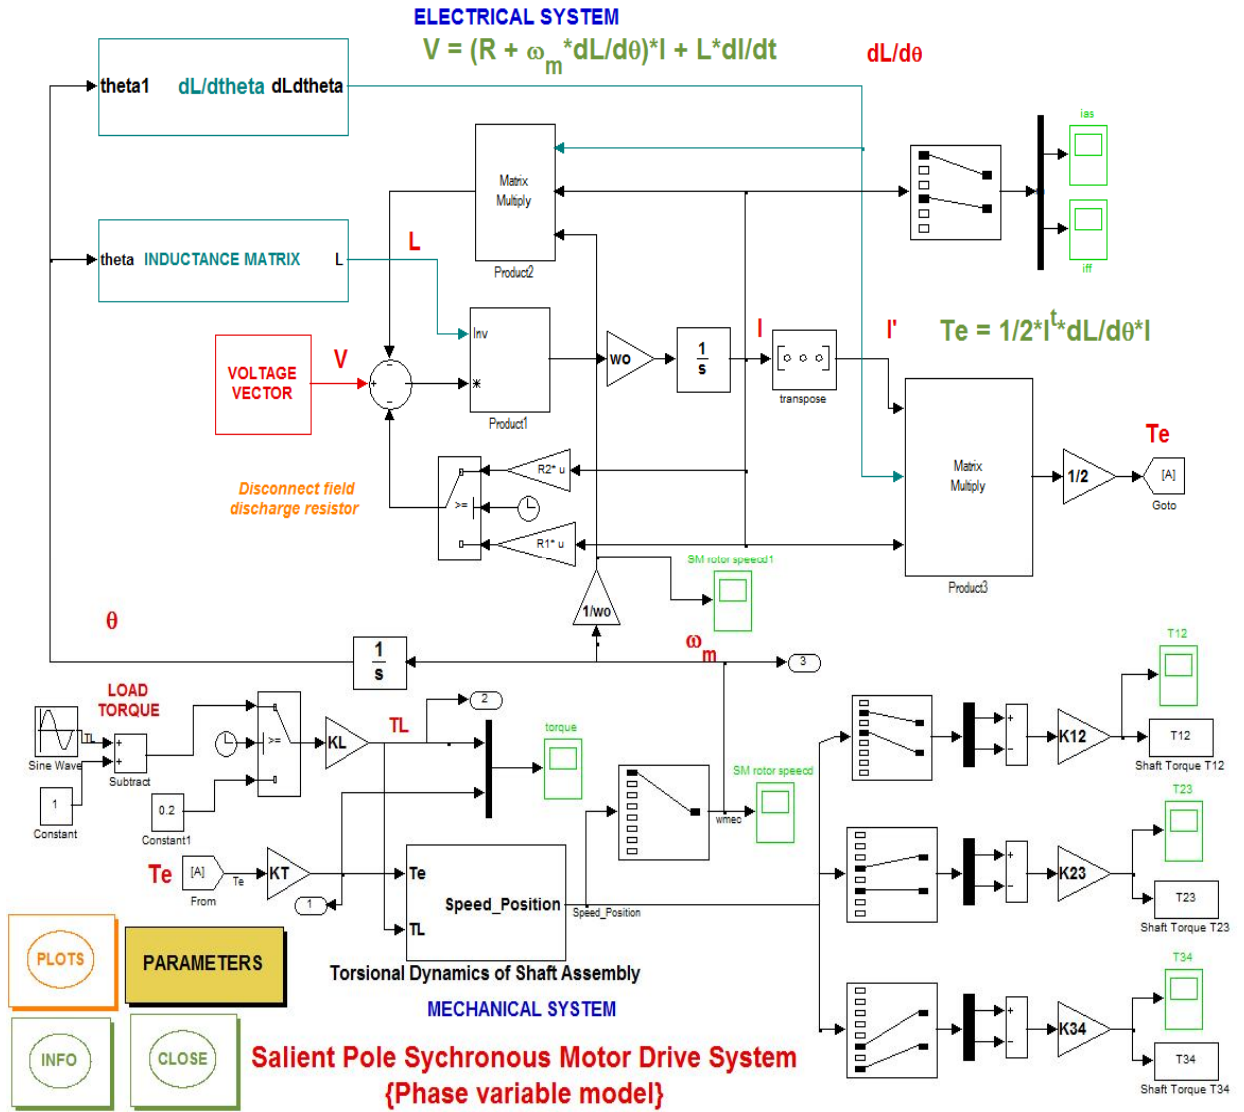 ELECTRICAL SYSTEM
V = (R + ωm*dL/dθ)*I + L*dI/dt
dL/dθ
theta1 dL/dtheta dLdtheta
ias
Matrix
Multiply
Product2
iff
theta INDUCTANCE MATRIX L
L
Inv
*
Product1
VOLTAGE
VECTOR
V
+
−
−
wo
1
s
I
transpose
I'
Te = 1/2*I^t*dL/dθ*I
Matrix
Multiply
Product3
1/2
Te
[A]
Goto
Disconnect field
discharge resistor
>=
R2* u
R1* u
SM rotor speecd1
1/wo
θ
1
s
ωm
3
LOAD
TORQUE
TL
Sine Wave
+
+
Subtract
1
Constant
0.2
Constant1
>=
KL
TL
2
torque
SM rotor speecd
wmec
Te
[A]
From
Te
KT
1
Te
Speed_Position
TL
Speed_Position
Torsional Dynamics of Shaft Assembly
MECHANICAL SYSTEM
+
−
K12
T12
T12
Shaft Torque T12
+
−
K23
T23
T23
Shaft Torque T23
+
−
K34
T34
T34
Shaft Torque T34
PLOTS
PARAMETERS
INFO
CLOSE
Salient Pole Sychronous Motor Drive System
{Phase variable model}